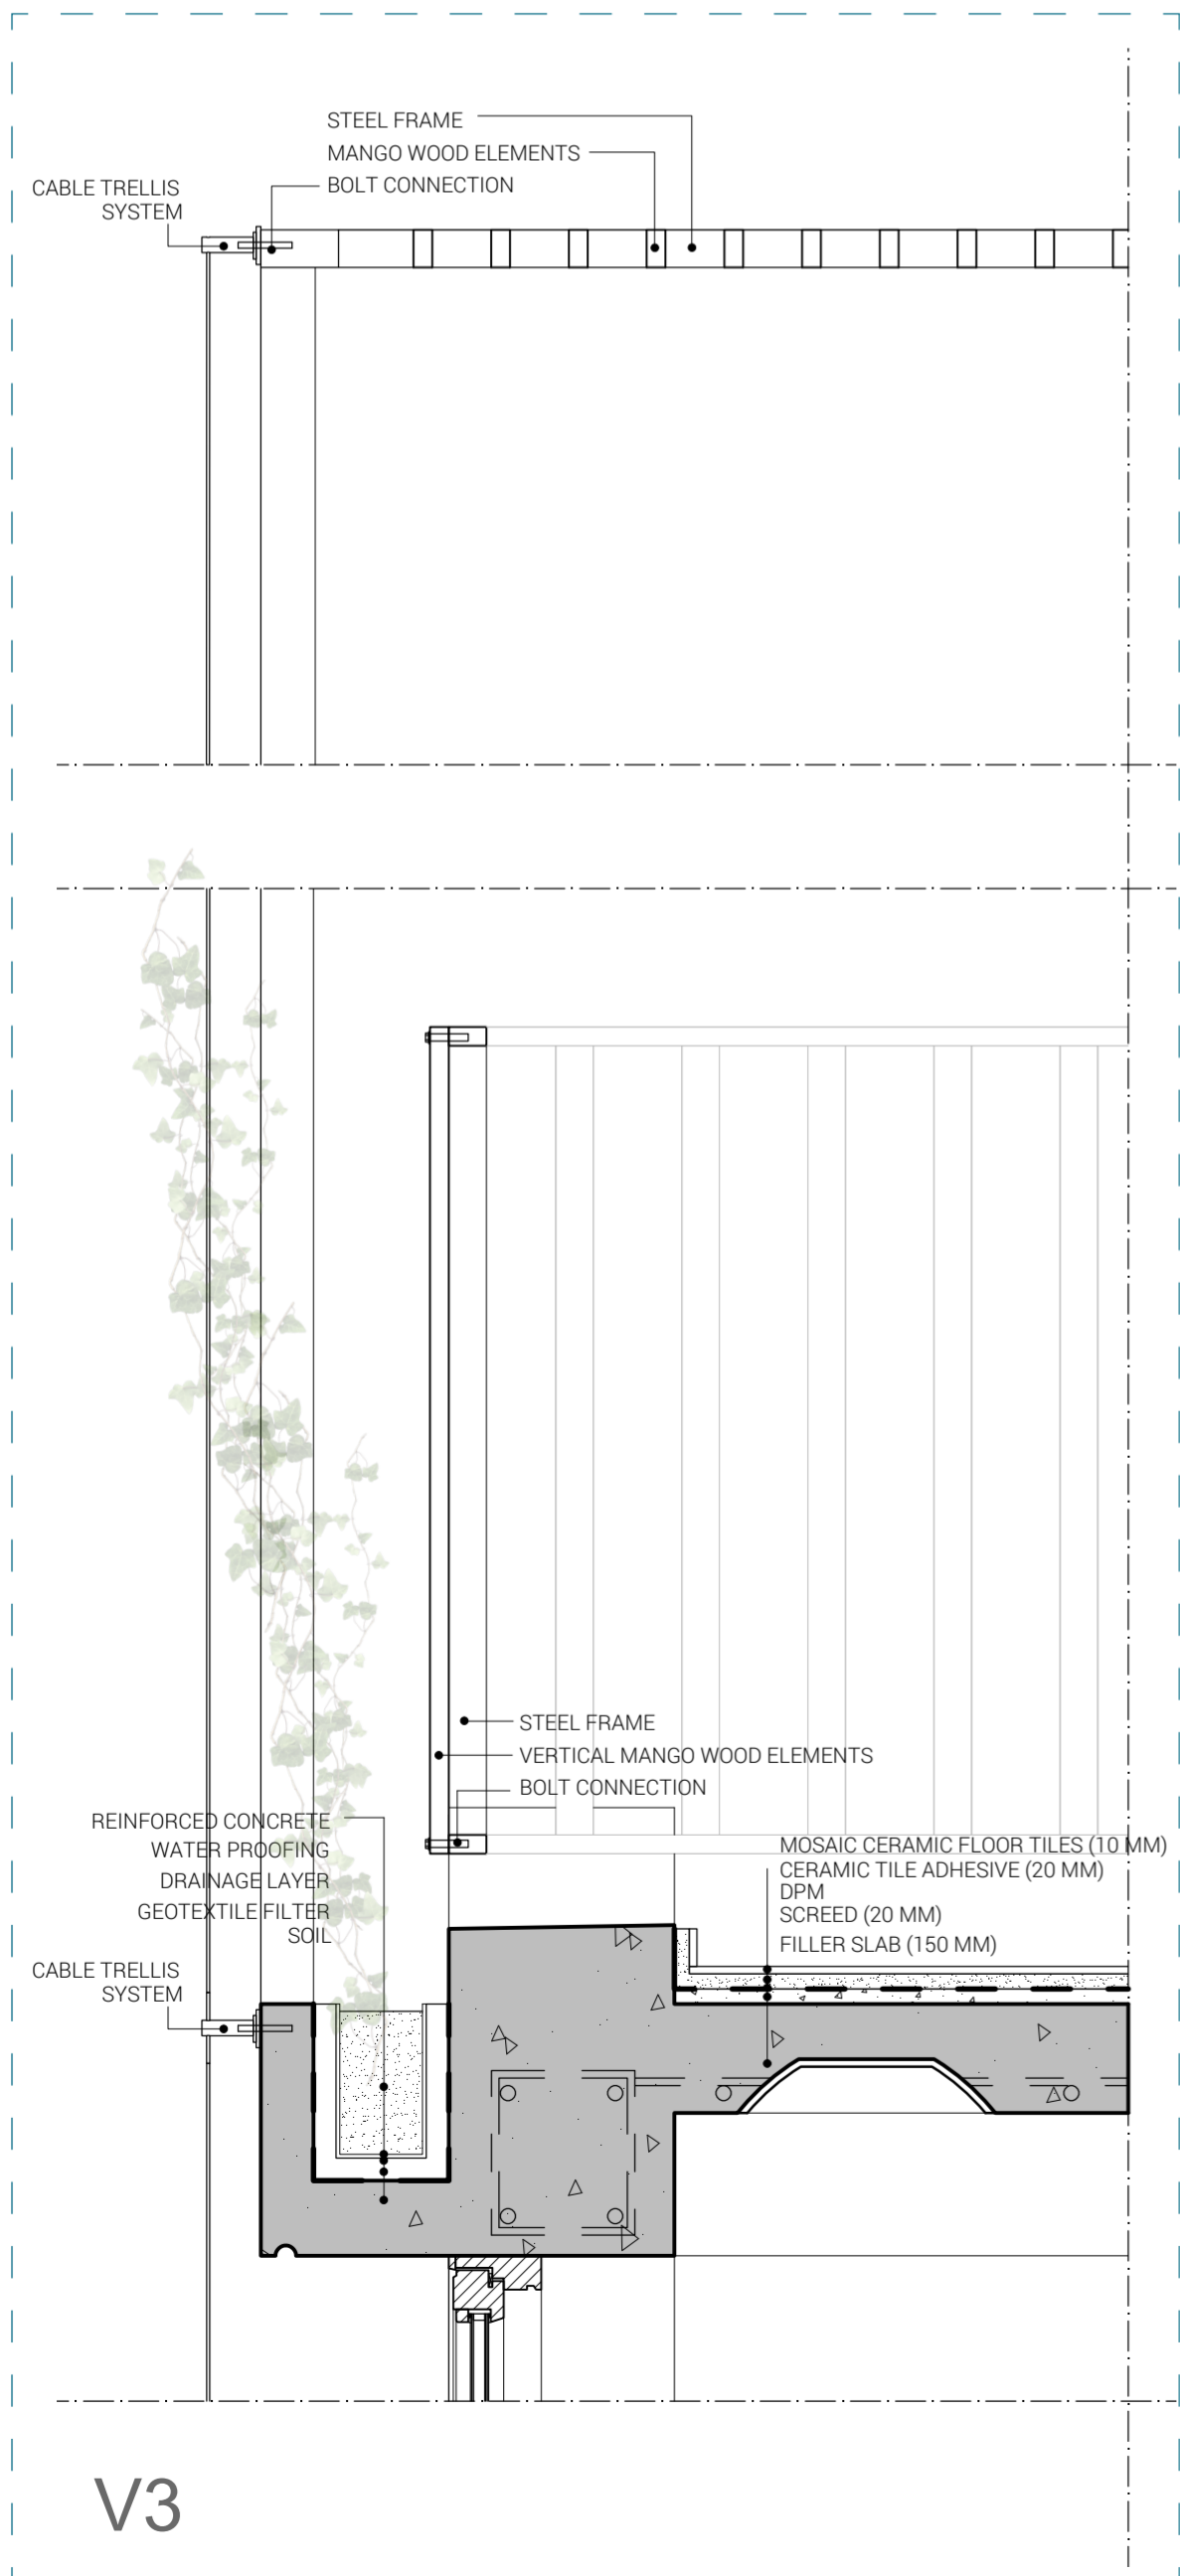 STEEL FRAME
MANGO WOOD ELEMENTS
BOLT CONNECTION
CABLE TRELLIS
SYSTEM
STEEL FRAME
VERTICAL MANGO WOOD ELEMENTS
BOLT CONNECTION
REINFORCED CONCRETE
WATER PROOFING
DRAINAGE LAYER
GEOTEXTILE FILTER
SOIL
MOSAIC CERAMIC FLOOR TILES (10 MM)
CERAMIC TILE ADHESIVE (20 MM)
DPM
SCREED (20 MM)
FILLER SLAB (150 MM)
CABLE TRELLIS
SYSTEM
V3